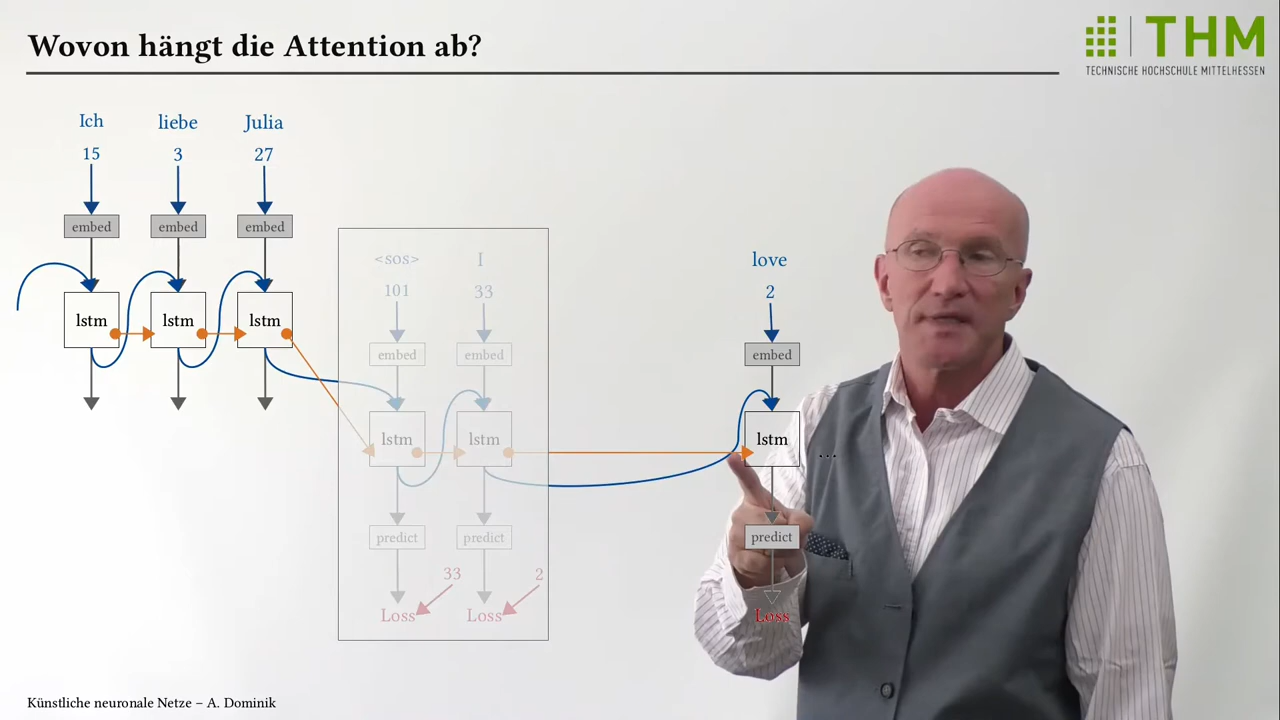 Wovon hängt die Attention ab?
THM
TECHNISCHE HOCHSCHULE MITTELHESSEN
Ich liebe Julia
15 3 27
embed embed embed
lstm lstm lstm
<sos> I love
101 33 2
embed embed embed
lstm lstm lstm ...
predict predict predict
33 2
Loss Loss Loss
Künstliche neuronale Netze – A. Dominik